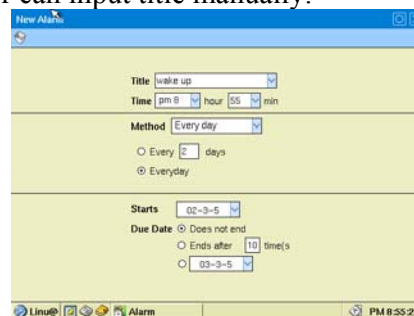 can input title manually.
New Alarm
Title wake up
Time pm 8 hour 55 min
Method Every day
Every 2 days
Everyday
Starts 02-3-5
Due Date Does not end
Ends after 10 time(s
03-3-5
Linu@ Alarm PM 8:55:2